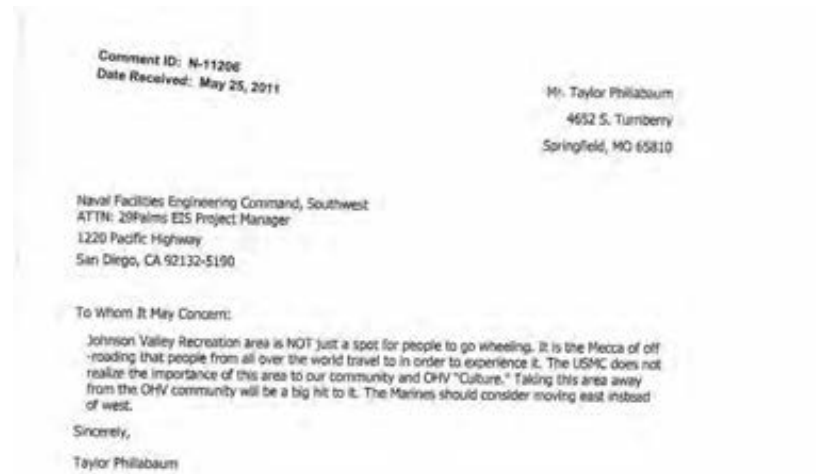 Comment ID: N-11206
Date Received: May 25, 2011
Mr. Taylor Phillabaum
4652 S. Turnberry
Springfield, MO 65810
Naval Facilities Engineering Command, Southwest
ATTN: 29Palms EIS Project Manager
1220 Pacific Highway
San Diego, CA 92132-5190
To Whom It May Concern:
Johnson Valley Recreation area is NOT just a spot for people to go wheeling. It is the Mecca of off
-roading that people from all over the world travel to in order to experience it. The USMC does not
realize the importance of this area to our community and OHV "Culture." Taking this area away
from the OHV community will be a big hit to it. The Marines should consider moving east instead
of west.
Sincerely,
Taylor Phillabaum